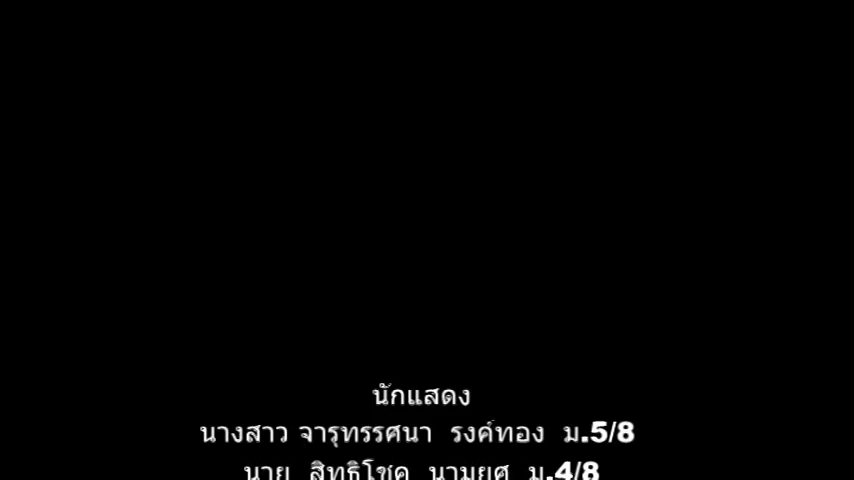 นักแสดง
นางสาว จารุทรรศนา รงค์ทอง ม.5/8
นาย สิทธิโชค นามยศ ม.4/8